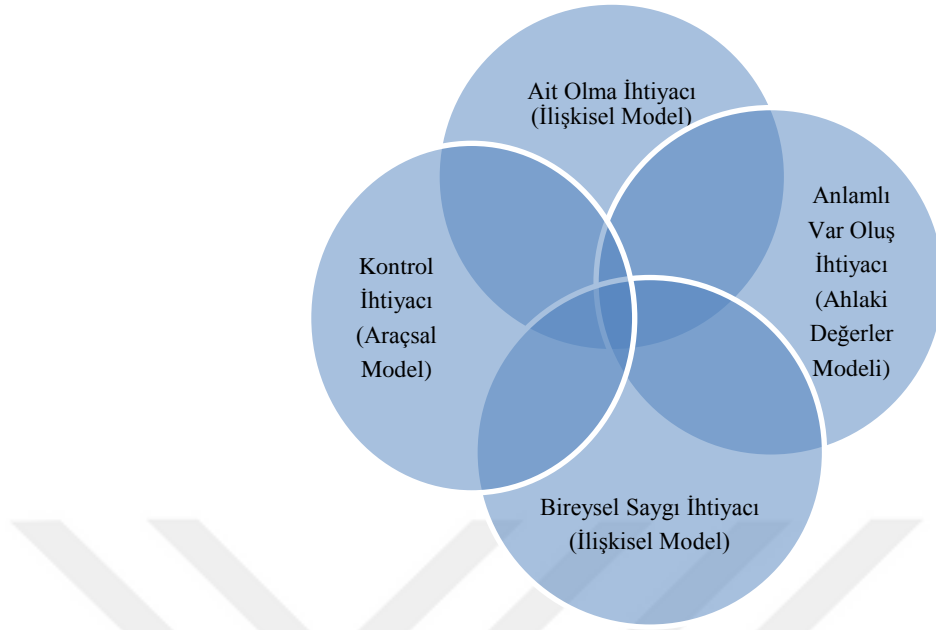 Ait Olma İhtiyacı
(İlişkisel Model)
Anlamlı
Var Oluş
İhtiyacı
(Ahlaki
Değerler
Modeli)
Kontrol
İhtiyacı
(Araçsal
Model)
Bireysel Saygı İhtiyacı
(İlişkisel Model)